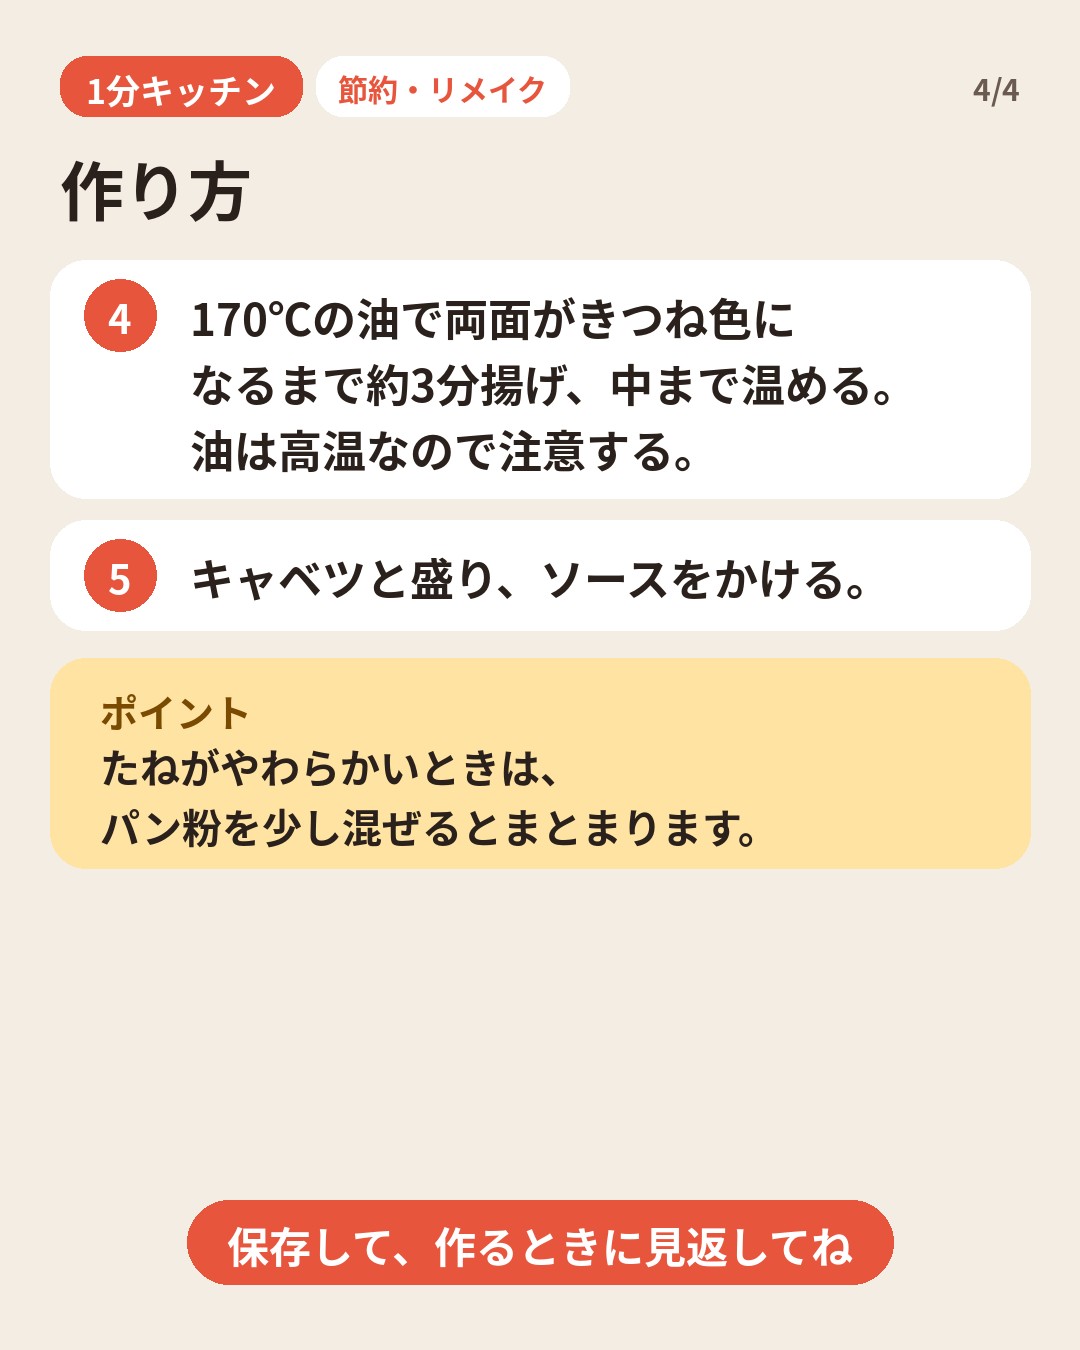 1分キッチン 節約・リメイク 4/4
作り方
4 170℃の油で両面がきつね色に
なるまで約3分揚げ、中まで温める。
油は高温なので注意する。
5 キャベツと盛り、ソースをかける。
ポイント
たねがやわらかいときは、
パン粉を少し混ぜるとまとまります。
保存して、作るときに見返してね